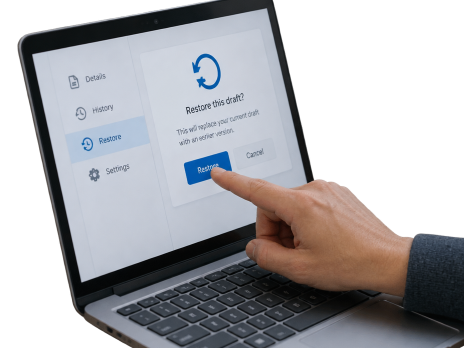 Details
History
Restore
Settings
Restore this draft?
This will replace your current draft
with an earlier version.
Restore
Cancel